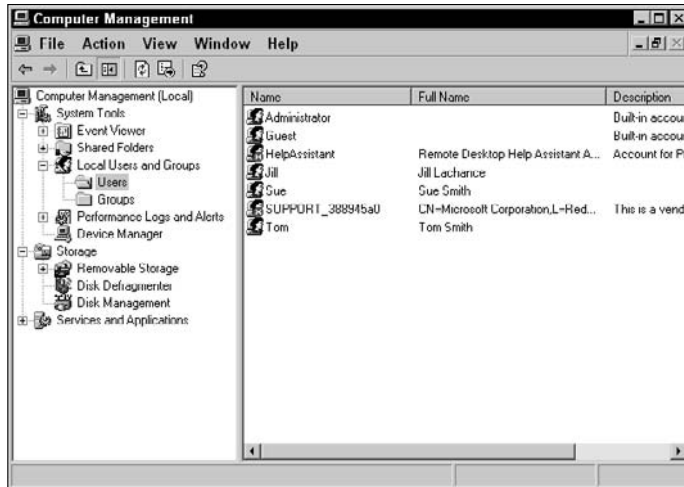 Computer Management
File Action View Window Help
Computer Management (Local)
System Tools
Event Viewer
Shared Folders
Local Users and Groups
Users
Groups
Performance Logs and Alerts
Device Manager
Storage
Removable Storage
Disk Defragmenter
Disk Management
Services and Applications
Name Full Name Description
Administrator Built-in accou
Guest Built-in accou
HelpAssistant Remote Desktop Help Assistant A... Account for P
Jill Jill Lachance
Sue Sue Smith
SUPPORT_388945a0 CN=Microsoft Corporation,L=Red... This is a vend
Tom Tom Smith